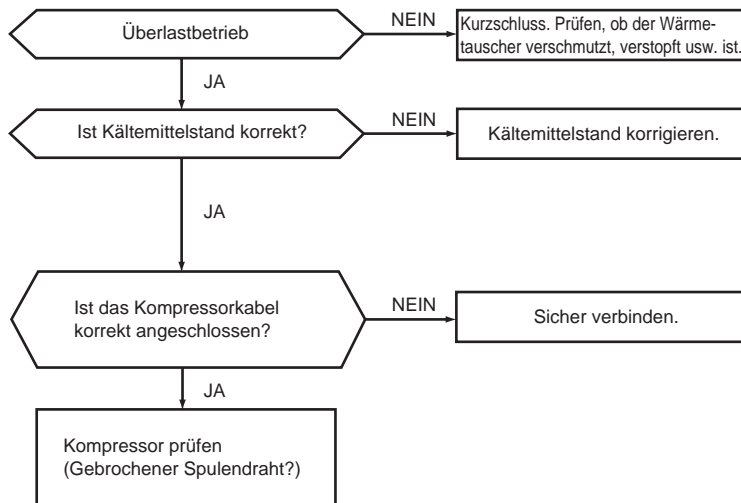 Überlastbetrieb
NEIN
Kurzschluss. Prüfen, ob der Wärme-
tauscher verschmutzt, verstopft usw. ist.
JA
Ist Kältemittelstand korrekt?
NEIN
Kältemittelstand korrigieren.
JA
Ist das Kompressorkabel
korrekt angeschlossen?
NEIN
Sicher verbinden.
JA
Kompressor prüfen
(Gebrochener Spulendraht?)